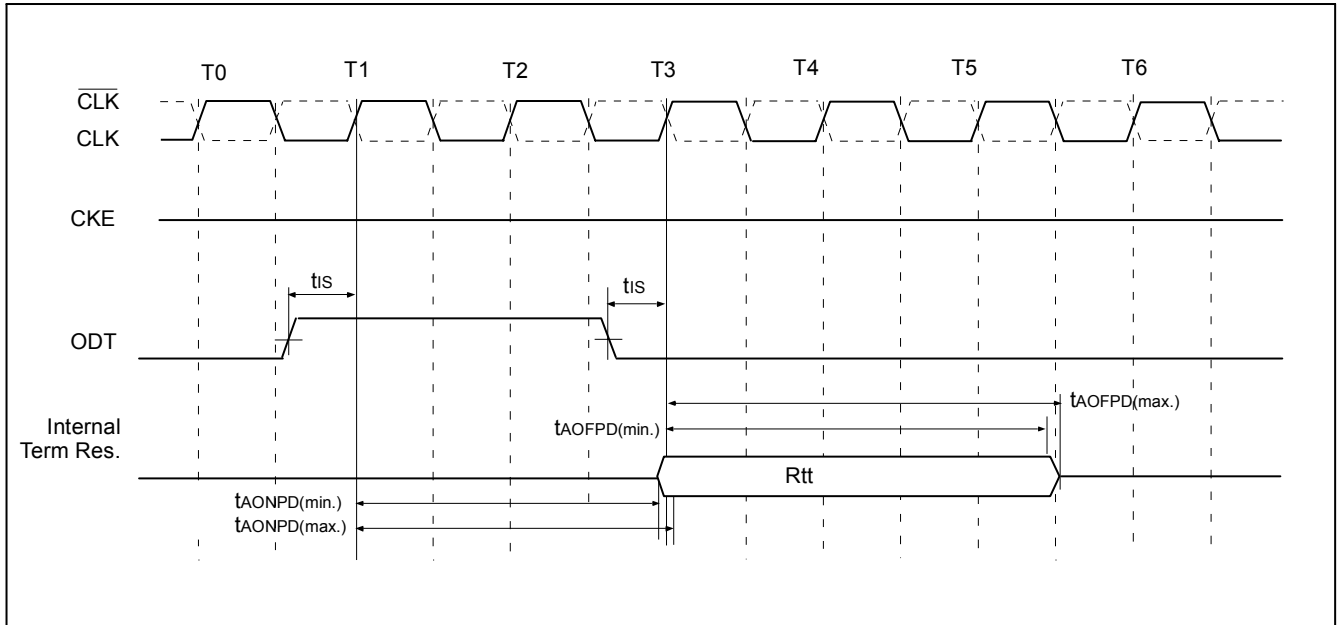 T0 T1 T2 T3 T4 T5 T6
CLK
CLK
CKE
tIS tIS
ODT
tAOFPD(max.)
tAOFPD(min.)
Internal
Term Res.
Rtt
tAONPD(min.)
tAONPD(max.)